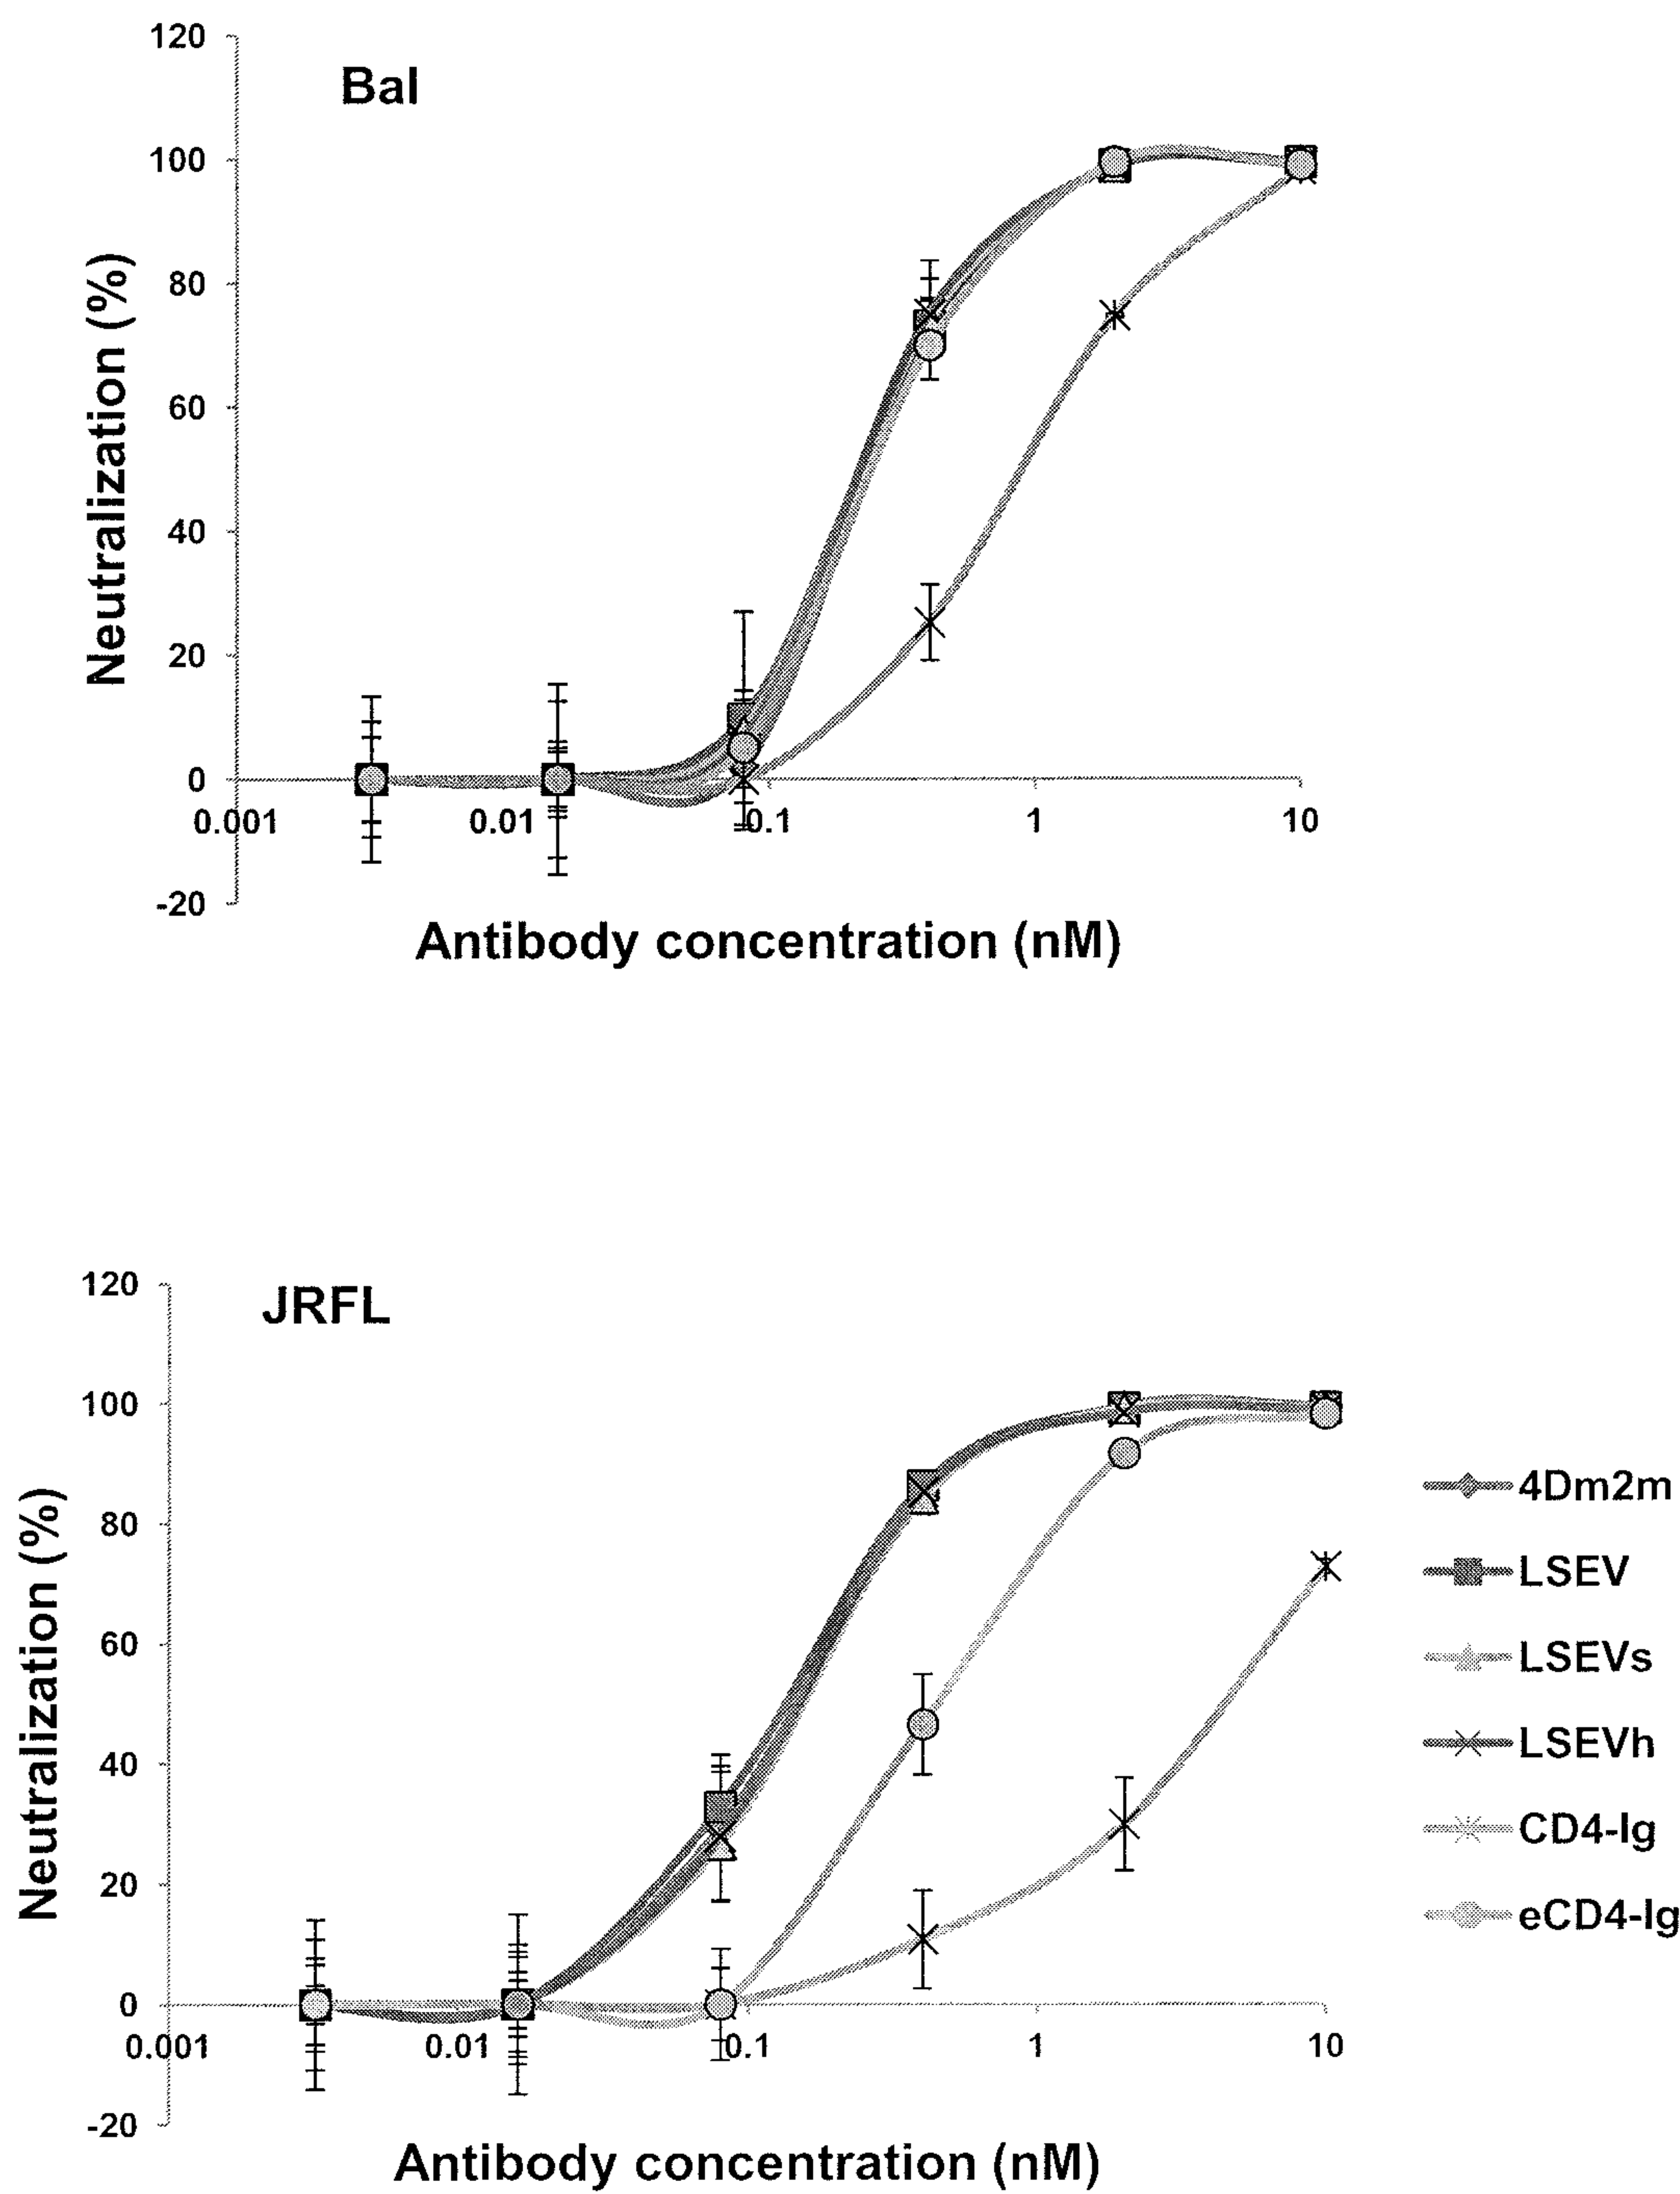 Bal
120
100
80
60
40
20
0
-20
0.001
0.01
0.1
1
10
Neutralization (%)
Antibody concentration (nM)
JRFL
120
100
80
60
40
20
0
-20
0.001
0.01
0.1
1
10
Neutralization (%)
Antibody concentration (nM)
4Dm2m
LSEV
LSEVs
LSEVh
CD4-Ig
eCD4-Ig